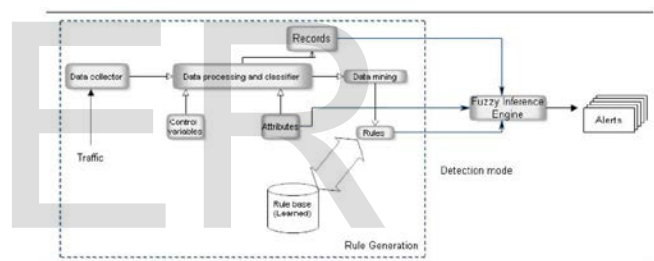 Records
Data collector
Data processing and classifier
Data mining
Fuzzy Inference
Engine
Alerts
Control
variables
Attributes
Rules
Traffic
Detection mode
Rule base
(Learned)
Rule Generation
ER